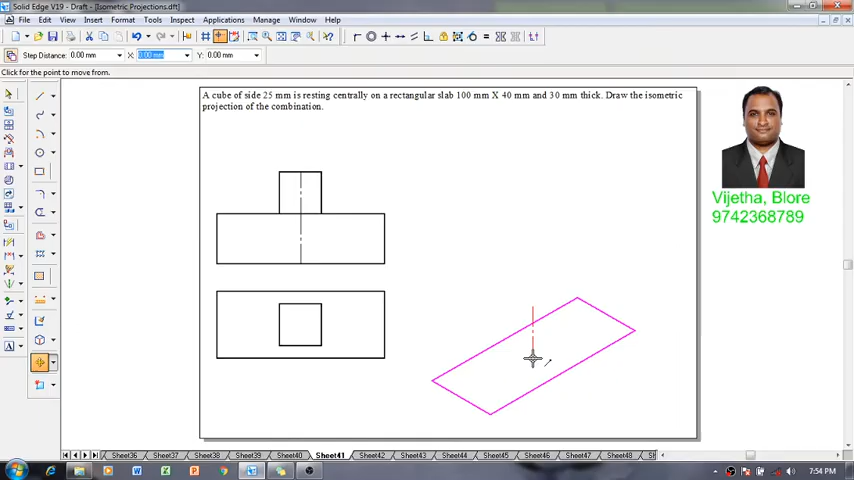 Solid Edge V19 - Draft - [Isometric Projections.dft]
File Edit View Insert Format Tools Inspect Applications Manage Window Help
Step Distance: 0.00 mm X: 0.00 mm Y: 0.00 mm
Click for the point to move from.
A cube of side 25 mm is resting centrally on a rectangular slab 100 mm X 40 mm and 30 mm thick. Draw the isometric
projection of the combination.
Vijetha, Blore
9742368789
Sheet36 Sheet37 Sheet38 Sheet39 Sheet40 Sheet41 Sheet42 Sheet43 Sheet44 Sheet45 Sheet46 Sheet47 Sheet48 Sh
7:54 PM